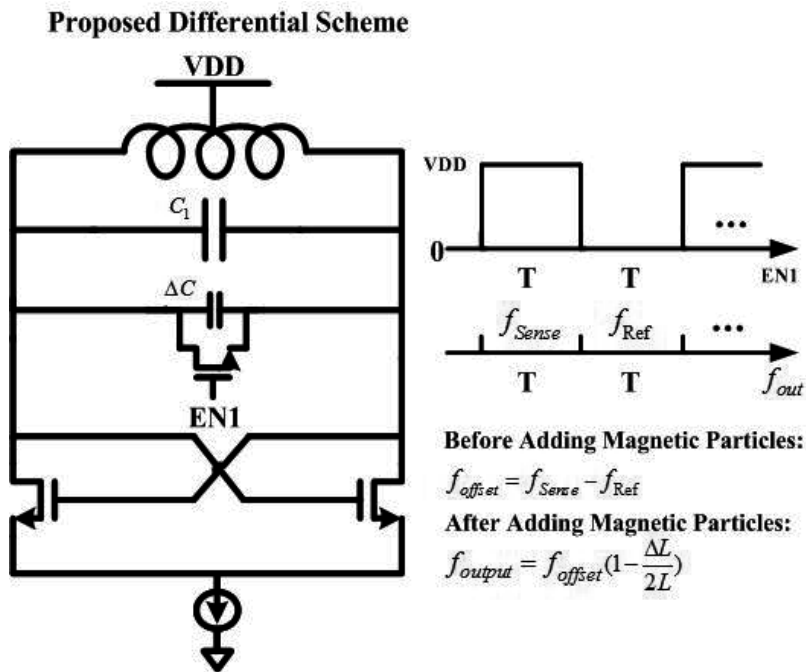 Proposed Differential Scheme
VDD
C₁
ΔC
EN1
VDD
0
...
T T
EN1
f_Sense f_Ref ...
T T
f_out
Before Adding Magnetic Particles:
f_offset = f_Sense − f_Ref
After Adding Magnetic Particles:
f_output = f_offset(1 − ΔL/2L)